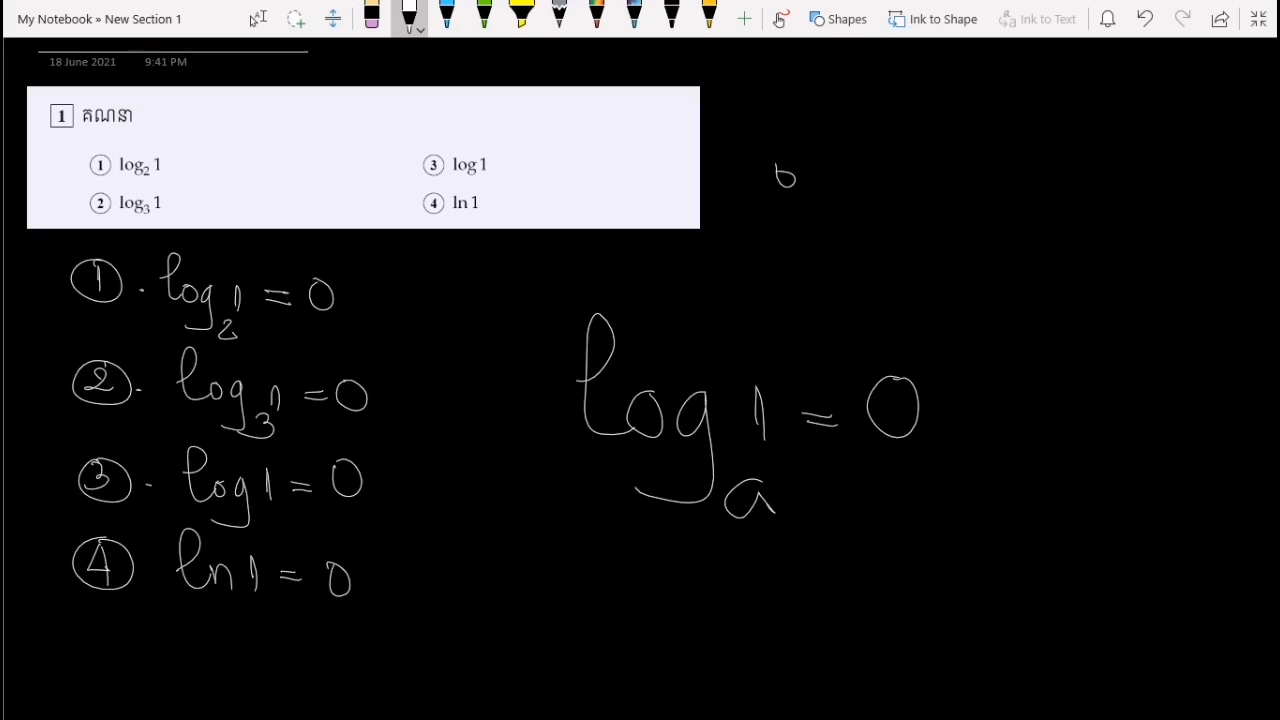 My Notebook » New Section 1
Shapes
Ink to Shape
Ink to Text
18 June 2021 9:41 PM
1 គណនា
① log₂ 1 ③ log 1
② log₃ 1 ④ ln 1
①. log₂ 1 = 0
②. log₃ 1 = 0
③. log 1 = 0
④ ln 1 = 0
logₐ 1 = 0